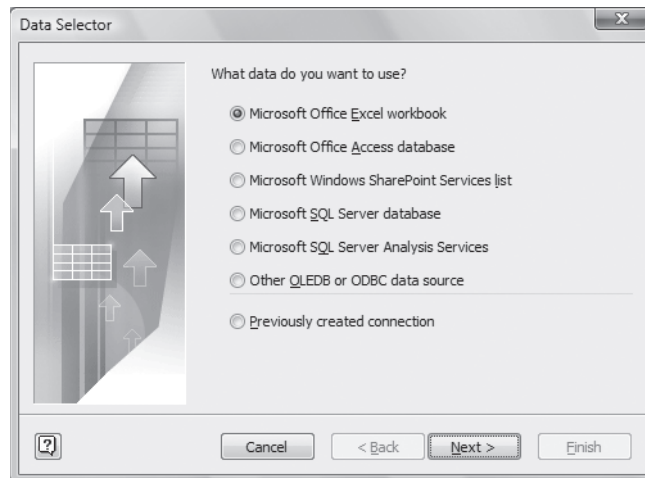 Data Selector
What data do you want to use?
Microsoft Office Excel workbook
Microsoft Office Access database
Microsoft Windows SharePoint Services list
Microsoft SQL Server database
Microsoft SQL Server Analysis Services
Other OLEDB or ODBC data source
Previously created connection
Cancel
< Back
Next >
Finish